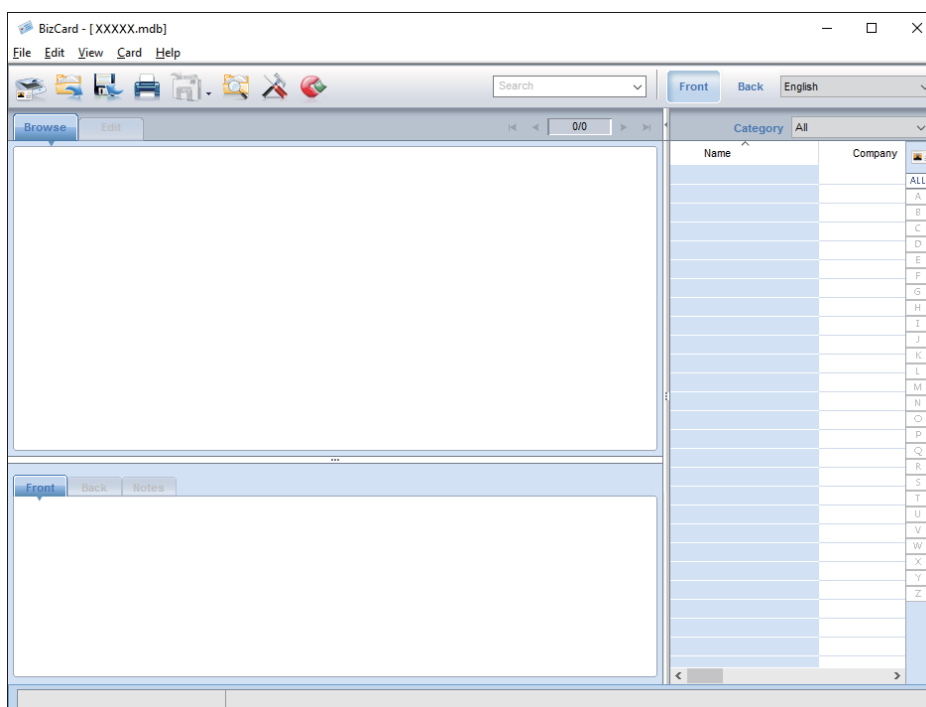 BizCard - [ XXXXX.mdb]
File Edit View Card Help
Search
Front Back English
Browse Edit 0/0
Category All
Name Company
ALL
A
B
C
D
E
F
G
H
I
J
K
L
M
N
O
P
Q
R
S
T
U
V
W
X
Y
Z
Front Back Notes